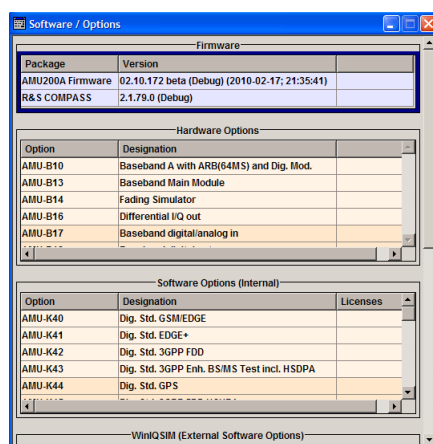 Software / Options
Firmware
Package Version
AMU200A Firmware 02.10.172 beta (Debug) (2010-02-17; 21:35:41)
R&S COMPASS 2.1.79.0 (Debug)
Hardware Options
Option Designation
AMU-B10 Baseband A with ARB(64MS) and Dig. Mod.
AMU-B13 Baseband Main Module
AMU-B14 Fading Simulator
AMU-B16 Differential I/Q out
AMU-B17 Baseband digital/analog in
Software Options (Internal)
Option Designation Licenses
AMU-K40 Dig. Std. GSM/EDGE
AMU-K41 Dig. Std. EDGE+
AMU-K42 Dig. Std. 3GPP FDD
AMU-K43 Dig. Std. 3GPP Enh. BS/MS Test incl. HSDPA
AMU-K44 Dig. Std. GPS
WinIQSIM (External Software Options)